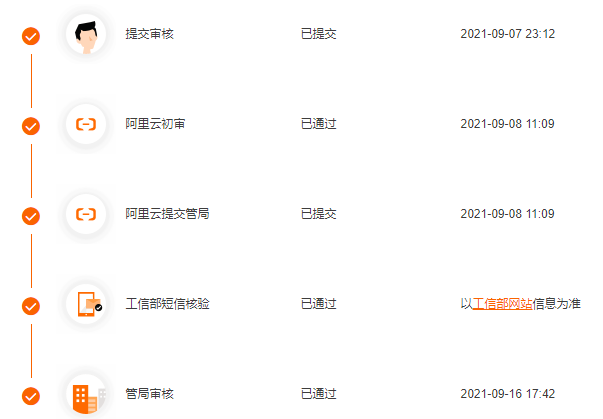 提交审核 已提交 2021-09-07 23:12
阿里云初审 已通过 2021-09-08 11:09
阿里云提交管局 已提交 2021-09-08 11:09
工信部短信核验 已通过 以工信部网站信息为准
管局审核 已通过 2021-09-16 17:42